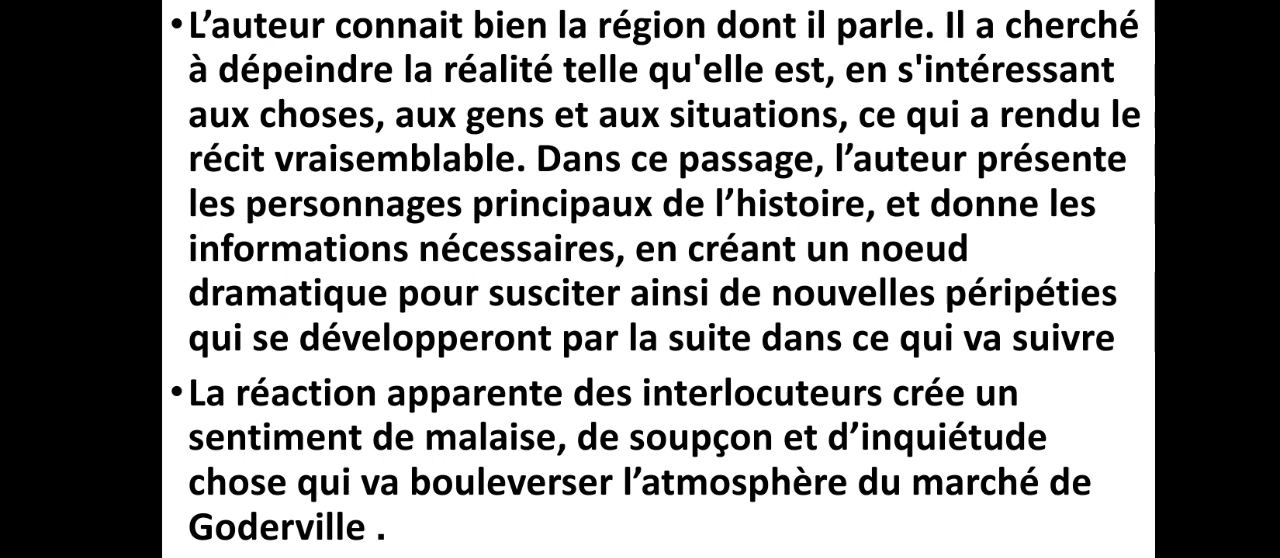 •L’auteur connait bien la région dont il parle. Il a cherché
à dépeindre la réalité telle qu'elle est, en s'intéressant
aux choses, aux gens et aux situations, ce qui a rendu le
récit vraisemblable. Dans ce passage, l’auteur présente
les personnages principaux de l’histoire, et donne les
informations nécessaires, en créant un noeud
dramatique pour susciter ainsi de nouvelles péripéties
qui se développeront par la suite dans ce qui va suivre
•La réaction apparente des interlocuteurs crée un
sentiment de malaise, de soupçon et d’inquiétude
chose qui va bouleverser l’atmosphère du marché de
Goderville .